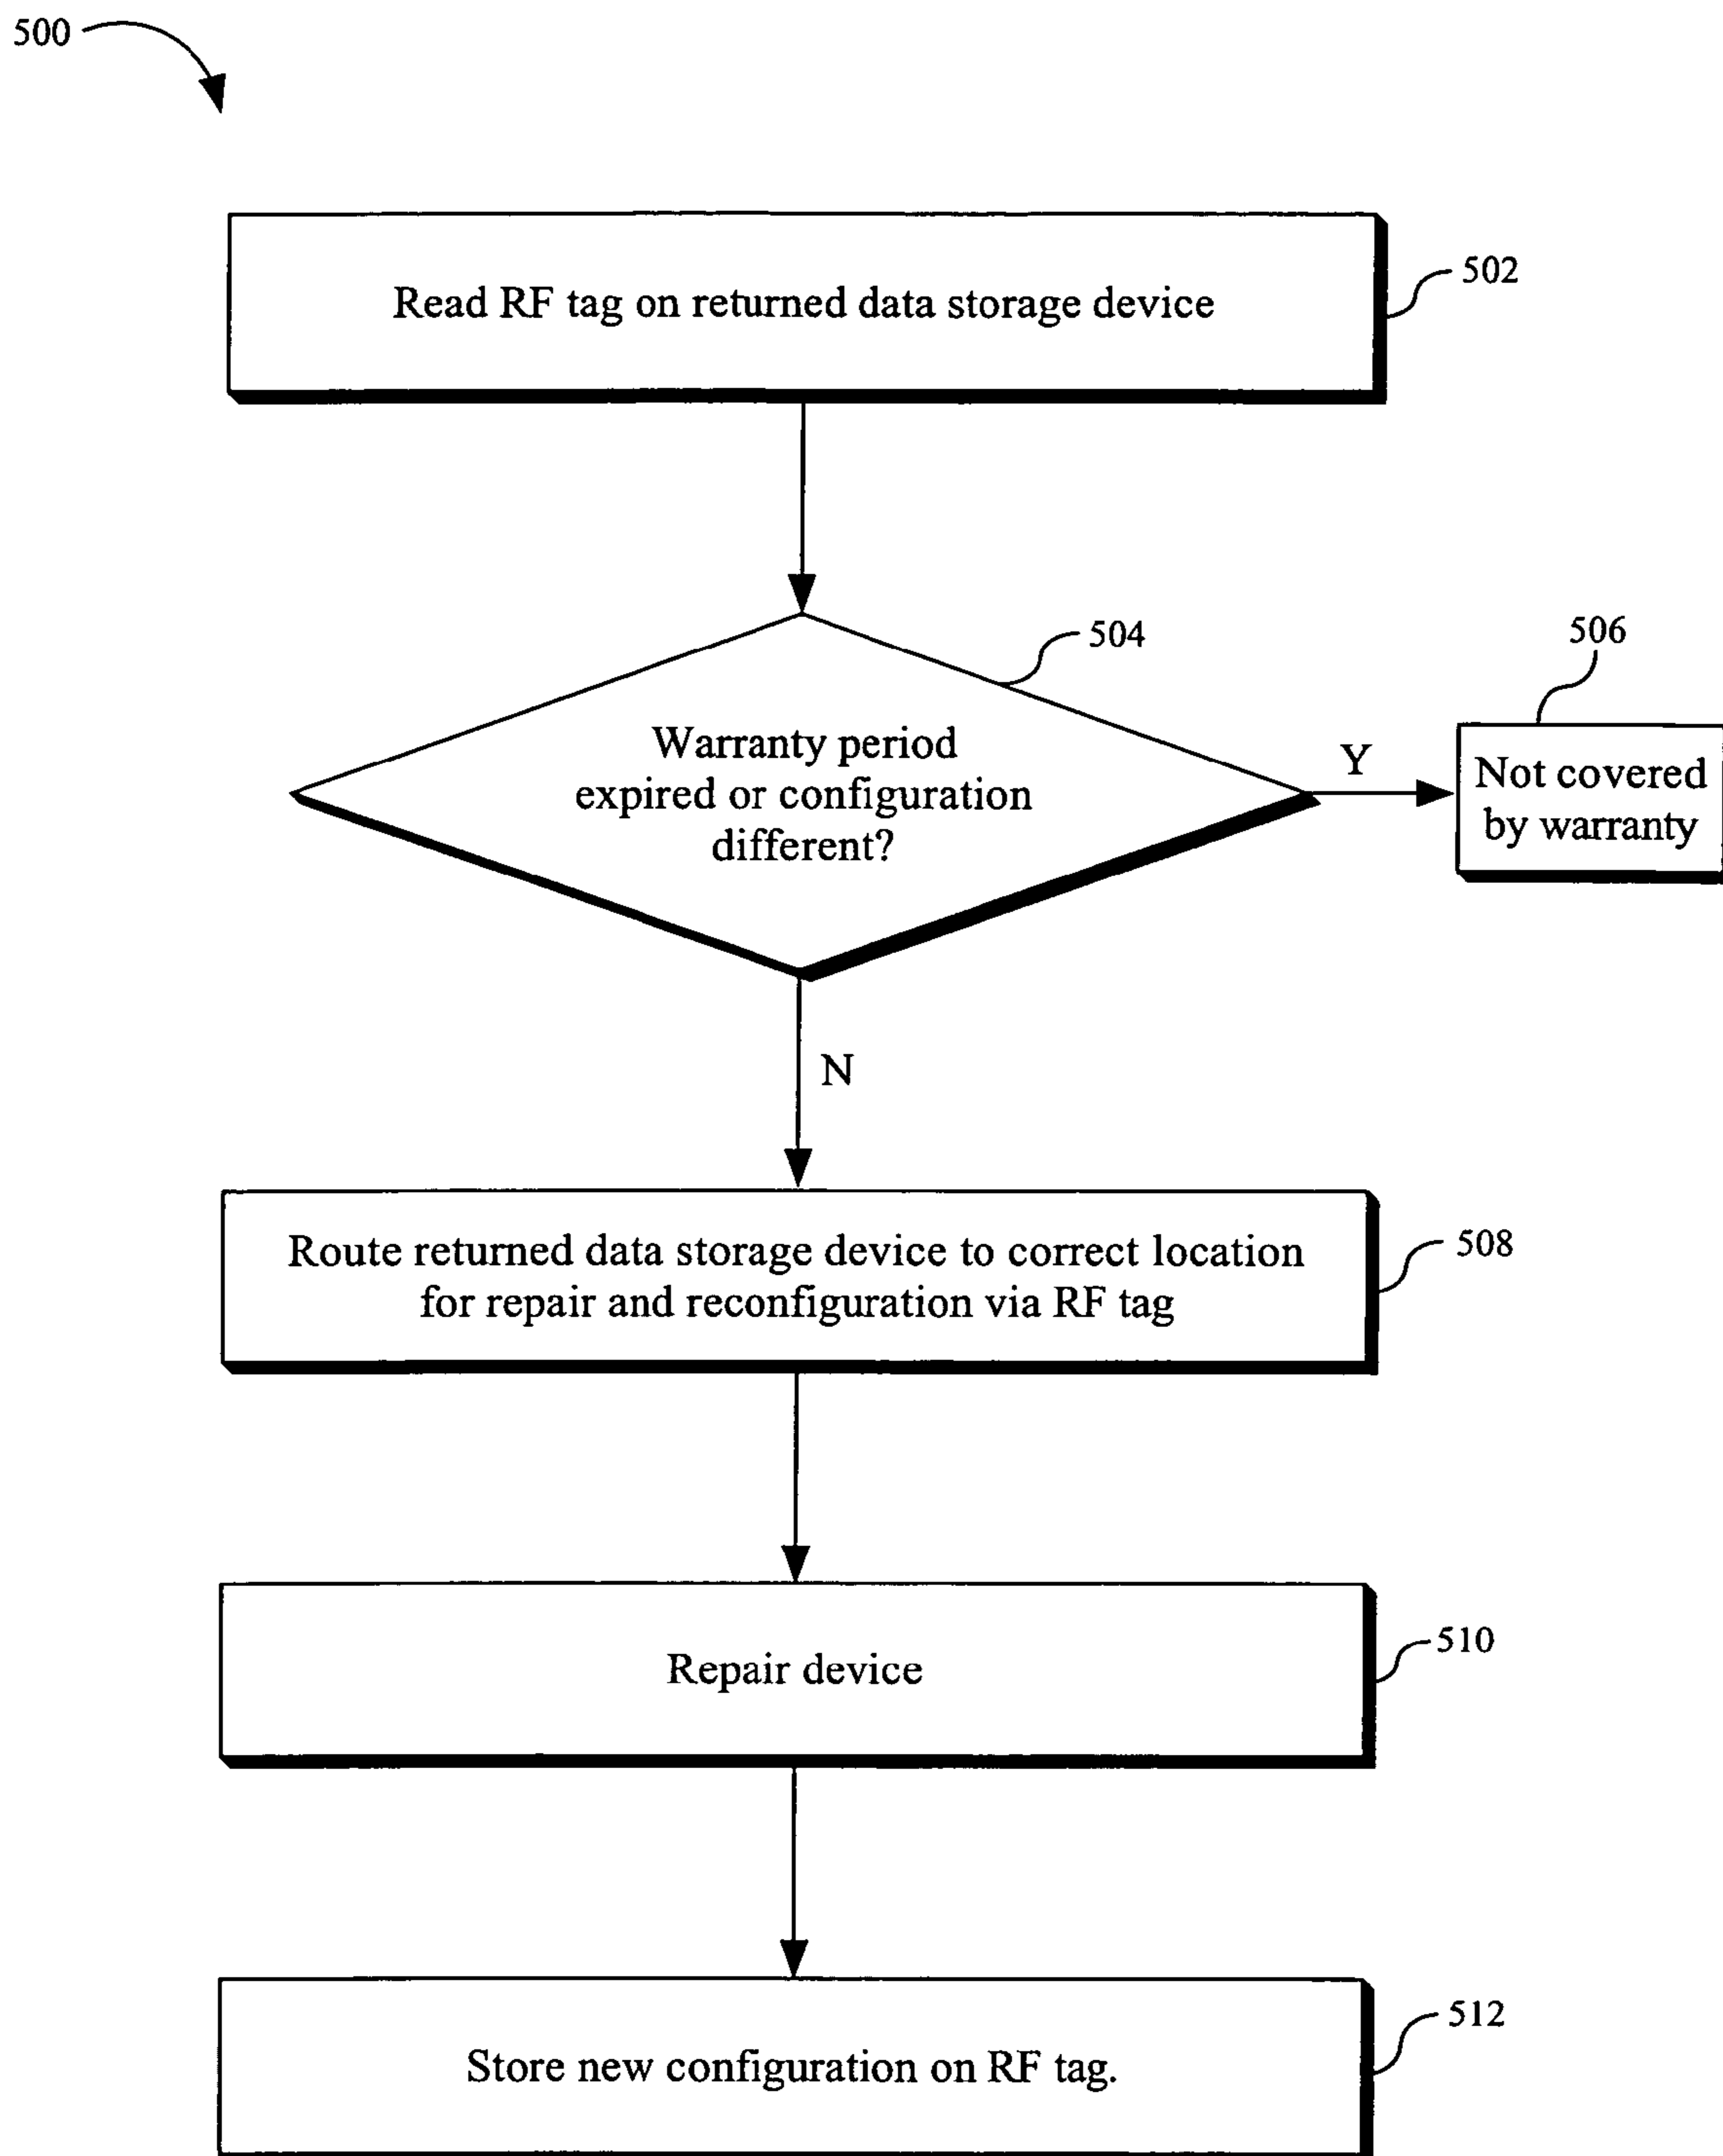 500
Read RF tag on returned data storage device
502
504
Warranty period
expired or configuration
different?
Y
506
Not covered
by warranty
N
Route returned data storage device to correct location
for repair and reconfiguration via RF tag
508
Repair device
510
Store new configuration on RF tag.
512